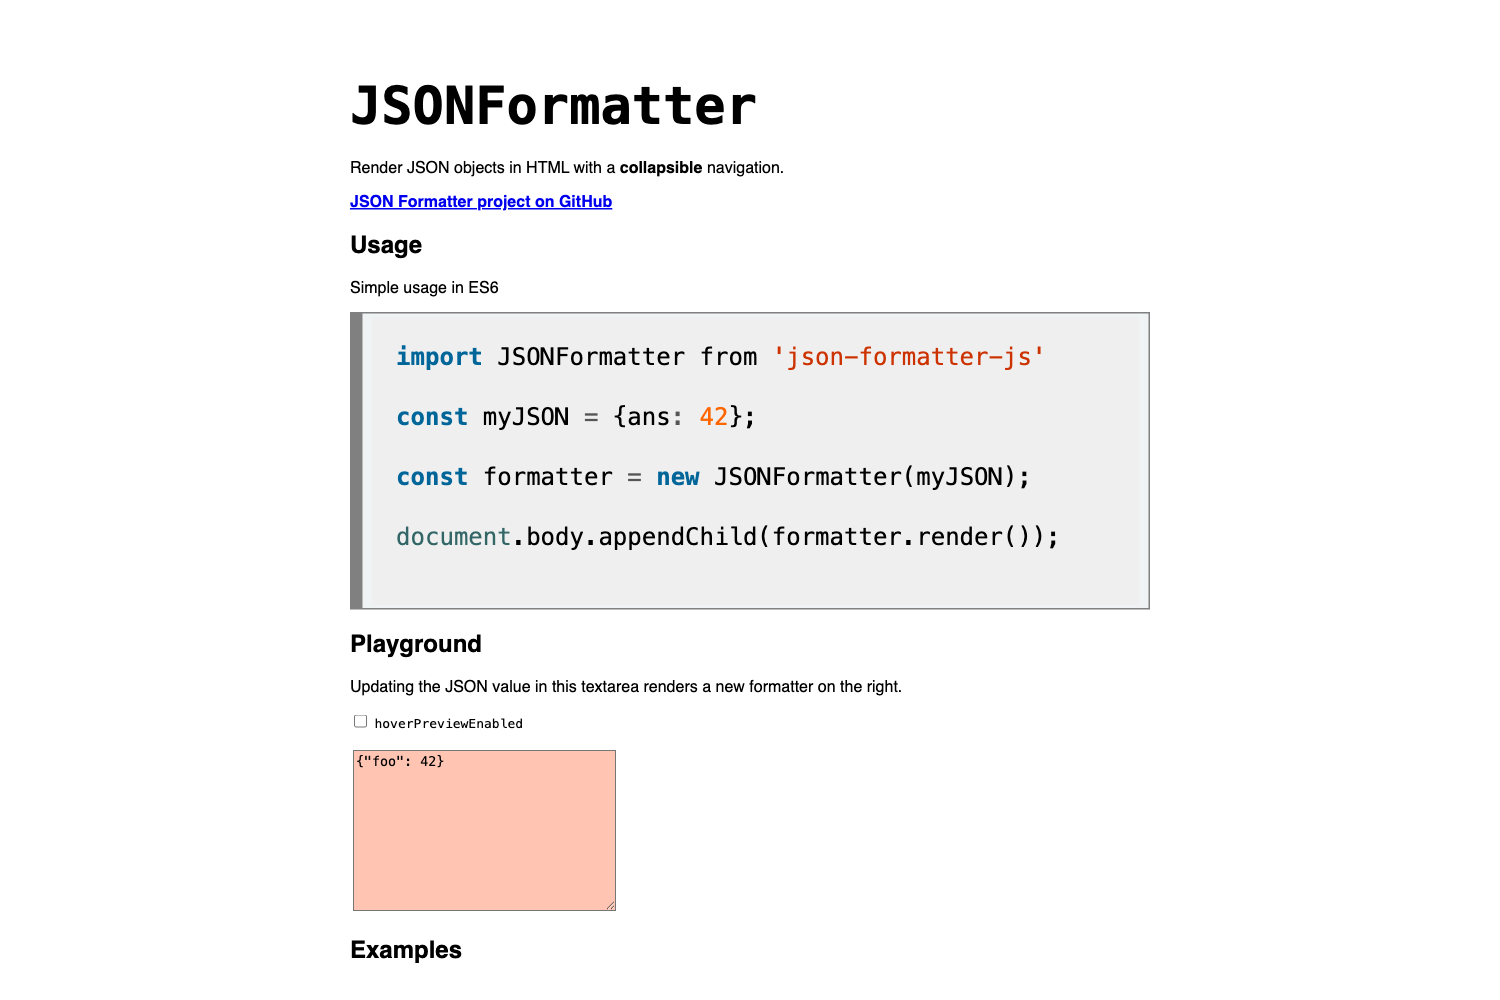 JSONFormatter
Render JSON objects in HTML with a collapsible navigation.
JSON Formatter project on GitHub
Usage
Simple usage in ES6
import JSONFormatter from 'json-formatter-js'
const myJSON = {ans: 42};
const formatter = new JSONFormatter(myJSON);
document.body.appendChild(formatter.render());
Playground
Updating the JSON value in this textarea renders a new formatter on the right.
hoverPreviewEnabled
{"foo": 42}
Examples